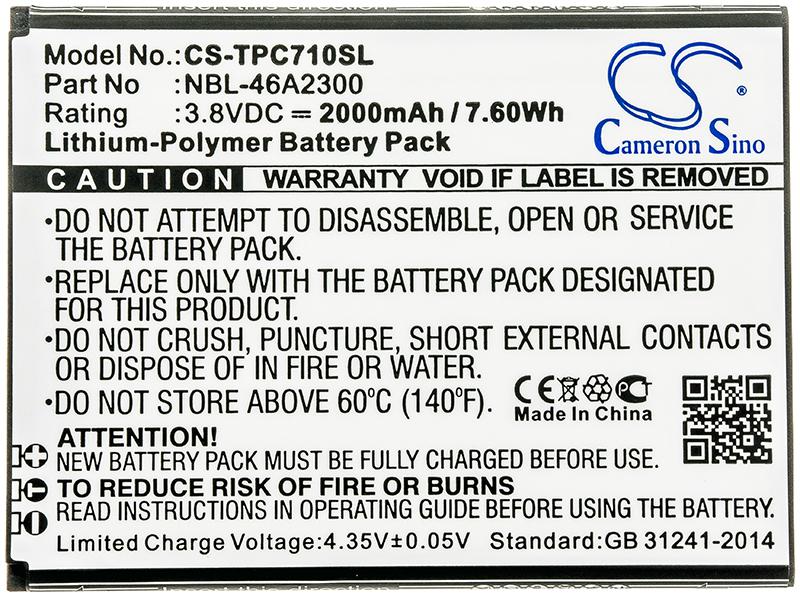 Model No.:CS-TPC710SL
Part No :NBL-46A2300
Rating :3.8VDC ⎓ 2000mAh / 7.60Wh
Lithium-Polymer Battery Pack
CS
®
Cameron Sino
CAUTION WARRANTY VOID IF LABEL IS REMOVED
•DO NOT ATTEMPT TO DISASSEMBLE, OPEN OR SERVICE
THE BATTERY PACK.
•REPLACE ONLY WITH THE BATTERY PACK DESIGNATED
FOR THIS PRODUCT.
•DO NOT CRUSH, PUNCTURE, SHORT EXTERNAL CONTACTS
OR DISPOSE OF IN FIRE OR WATER.
•DO NOT STORE ABOVE 60°C (140°F).
CE PCT
Made In China
ATTENTION!
NEW BATTERY PACK MUST BE FULLY CHARGED BEFORE USE.
TO REDUCE RISK OF FIRE OR BURNS
READ INSTRUCTIONS IN OPERATING GUIDE BEFORE USE.
Limited Charge Voltage:4.35V±0.05V Standard:GB 31241-2014